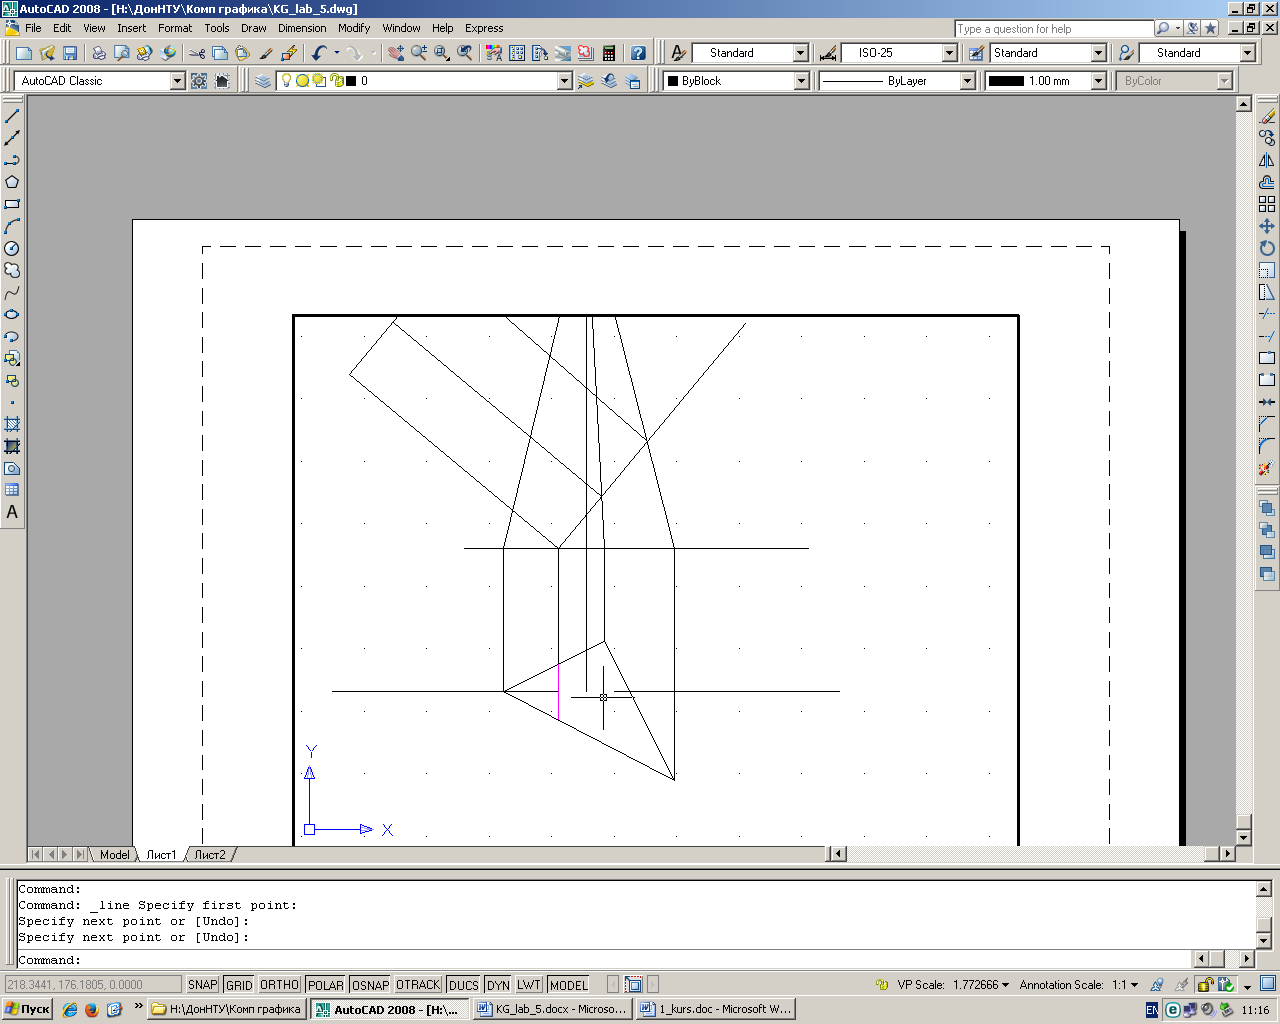 AutoCAD 2008 - [H:\ДонНТУ\Комп графика\KG_lab_5.dwg]
File Edit View Insert Format Tools Draw Dimension Modify Window Help Express
Type a question for help
Standard ISO-25 Standard Standard
AutoCAD Classic 0 ByBlock ByLayer 1.00 mm ByColor
A
Y
X
Model Лист1 Лист2
Command:
Command: _line Specify first point:
Specify next point or [Undo]:
Specify next point or [Undo]:
Command:
218.3441, 176.1805, 0.0000 SNAP GRID ORTHO POLAR OSNAP OTRACK DUCS DYN LWT MODEL VP Scale: 1.772666 Annotation Scale: 1:1
Пуск » H:\ДонНТУ\Комп графика AutoCAD 2008 - [H:\... KG_lab_5.docx - Microso... 1_kurs.doc - Microsoft W... EN 11:16